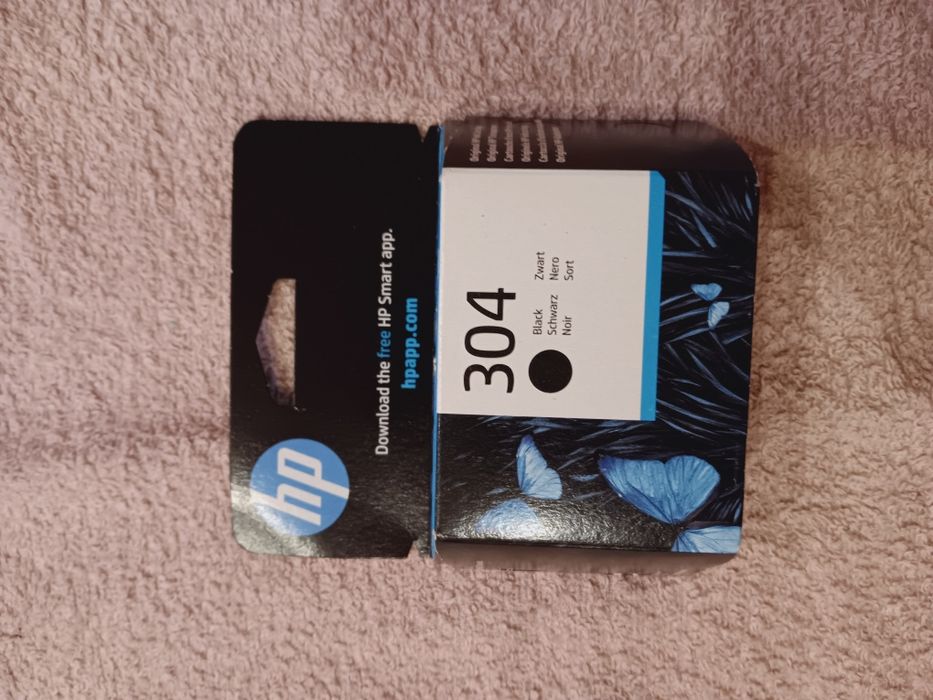 hp
Download the free HP Smart app.
hpapp.com
304
Black Zwart
Schwarz Nero
Noir Sort